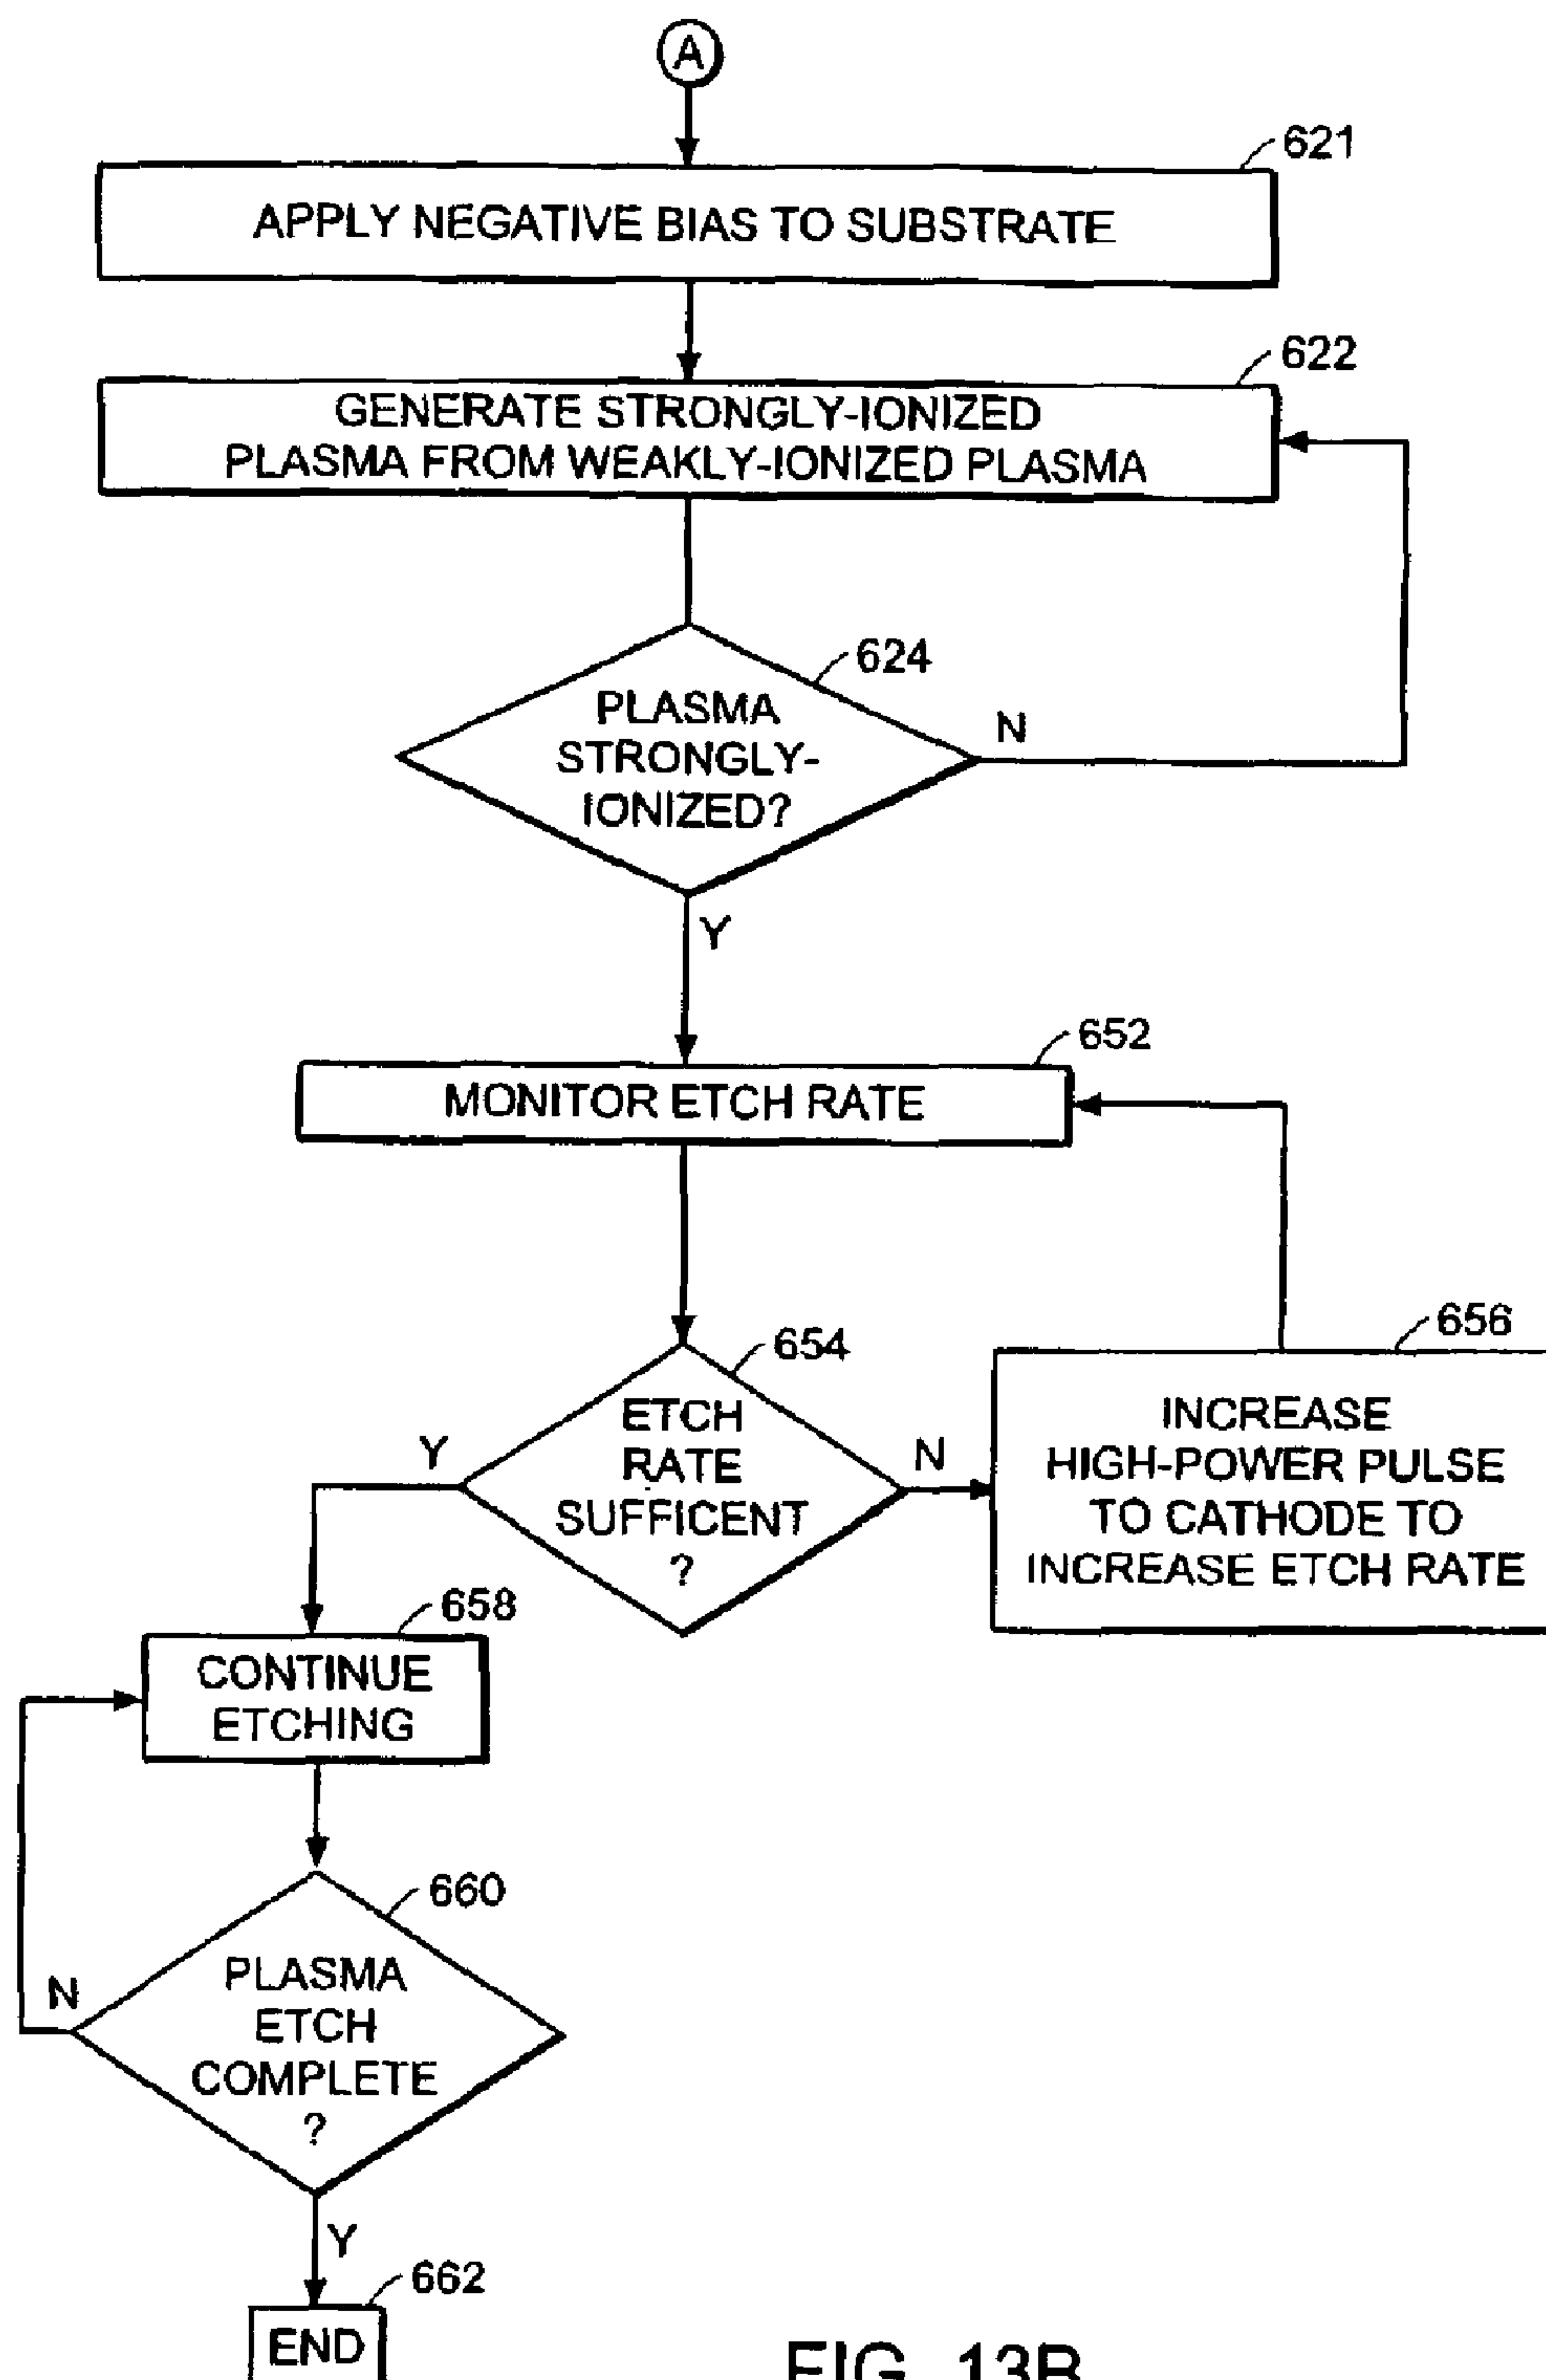 A
621
APPLY NEGATIVE BIAS TO SUBSTRATE
622
GENERATE STRONGLY-IONIZED
PLASMA FROM WEAKLY-IONIZED PLASMA
624
PLASMA
STRONGLY-
IONIZED?
N
Y
652
MONITOR ETCH RATE
654
ETCH
RATE
SUFFICENT
?
Y
N
656
INCREASE
HIGH-POWER PULSE
TO CATHODE TO
INCREASE ETCH RATE
658
CONTINUE
ETCHING
660
PLASMA
ETCH
COMPLETE
?
N
Y
662
END
FIG. 13B